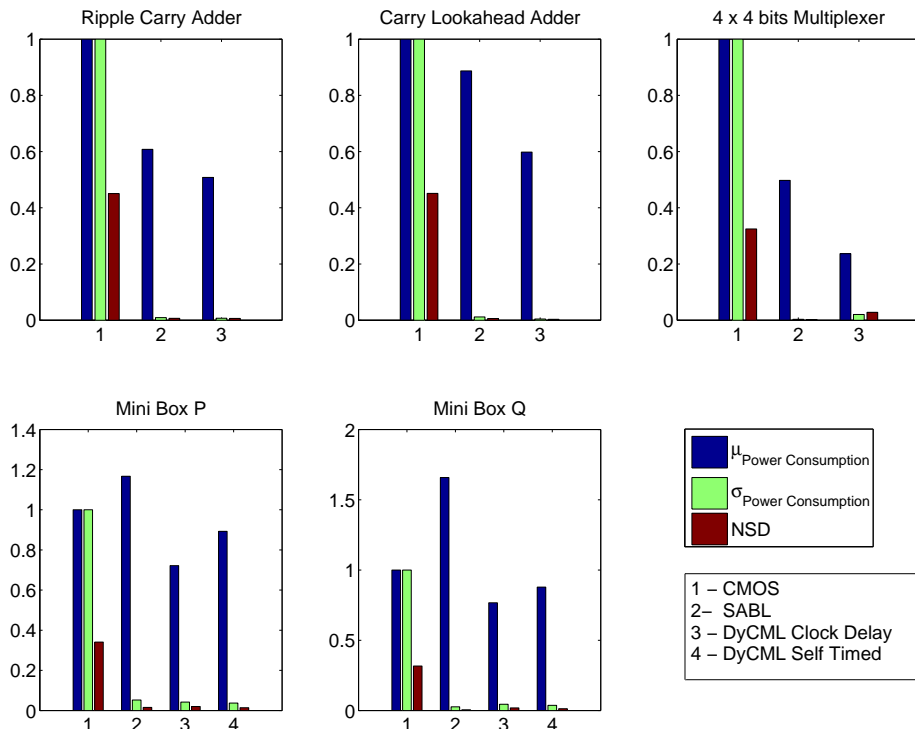 Ripple Carry Adder
1
0.8
0.6
0.4
0.2
0
1 2 3
Carry Lookahead Adder
1
0.8
0.6
0.4
0.2
0
1 2 3
4 x 4 bits Multiplexer
1
0.8
0.6
0.4
0.2
0
1 2 3
Mini Box P
1.4
1.2
1
0.8
0.6
0.4
0.2
0
1 2 3 4
Mini Box Q
2
1.5
1
0.5
0
1 2 3 4
μPower Consumption
σPower Consumption
NSD
1 – CMOS
2– SABL
3 – DyCML Clock Delay
4 – DyCML Self Timed